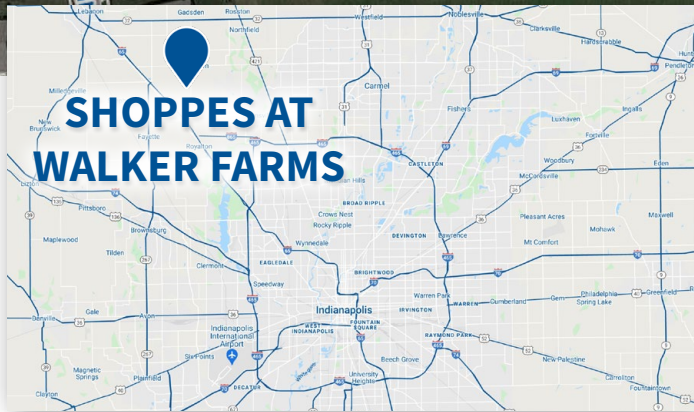 Lebanon
Gadsden
Rosston
Westfield
Noblesville
Clarksville
Northfield
Hardscrabble
Pendleton
Carmel
Milledgeville
SHOPPES AT
WALKER FARMS
Fishers
Ingalls
Luxhaven
New
Brunswick
Fayette
Royalton
Fortville
CASTLETON
Woodbury
McCordsville
Eden
Lizton
Pittsboro
BROAD RIPPLE
Crows Nest
Rocky Ripple
Pleasant Acres
Maxwell
Brownsburg
Maplewood
Wynnedale
DEVINGTON
Lawrence
Mohawk
Mt Comfort
Tilden
Clermont
EAGLEDALE
BRIGHTWOOD
Speedway
Warren Park
WARREN
Cumberland
Gem
Philadelphia
Spring Lake
Greenfield
Indianapolis
IRVINGTON
Danville
Gale
Avon
WEST
INDIANAPOLIS
FOUNTAIN
SQUARE
RAYMOND PARK
Indianapolis
International
Airport
Six Points
Beech Grove
New Palestine
Magnetic
Springs
Plainfield
University
Heights
Carrollton
Clayton
DECATUR
Fountaintown